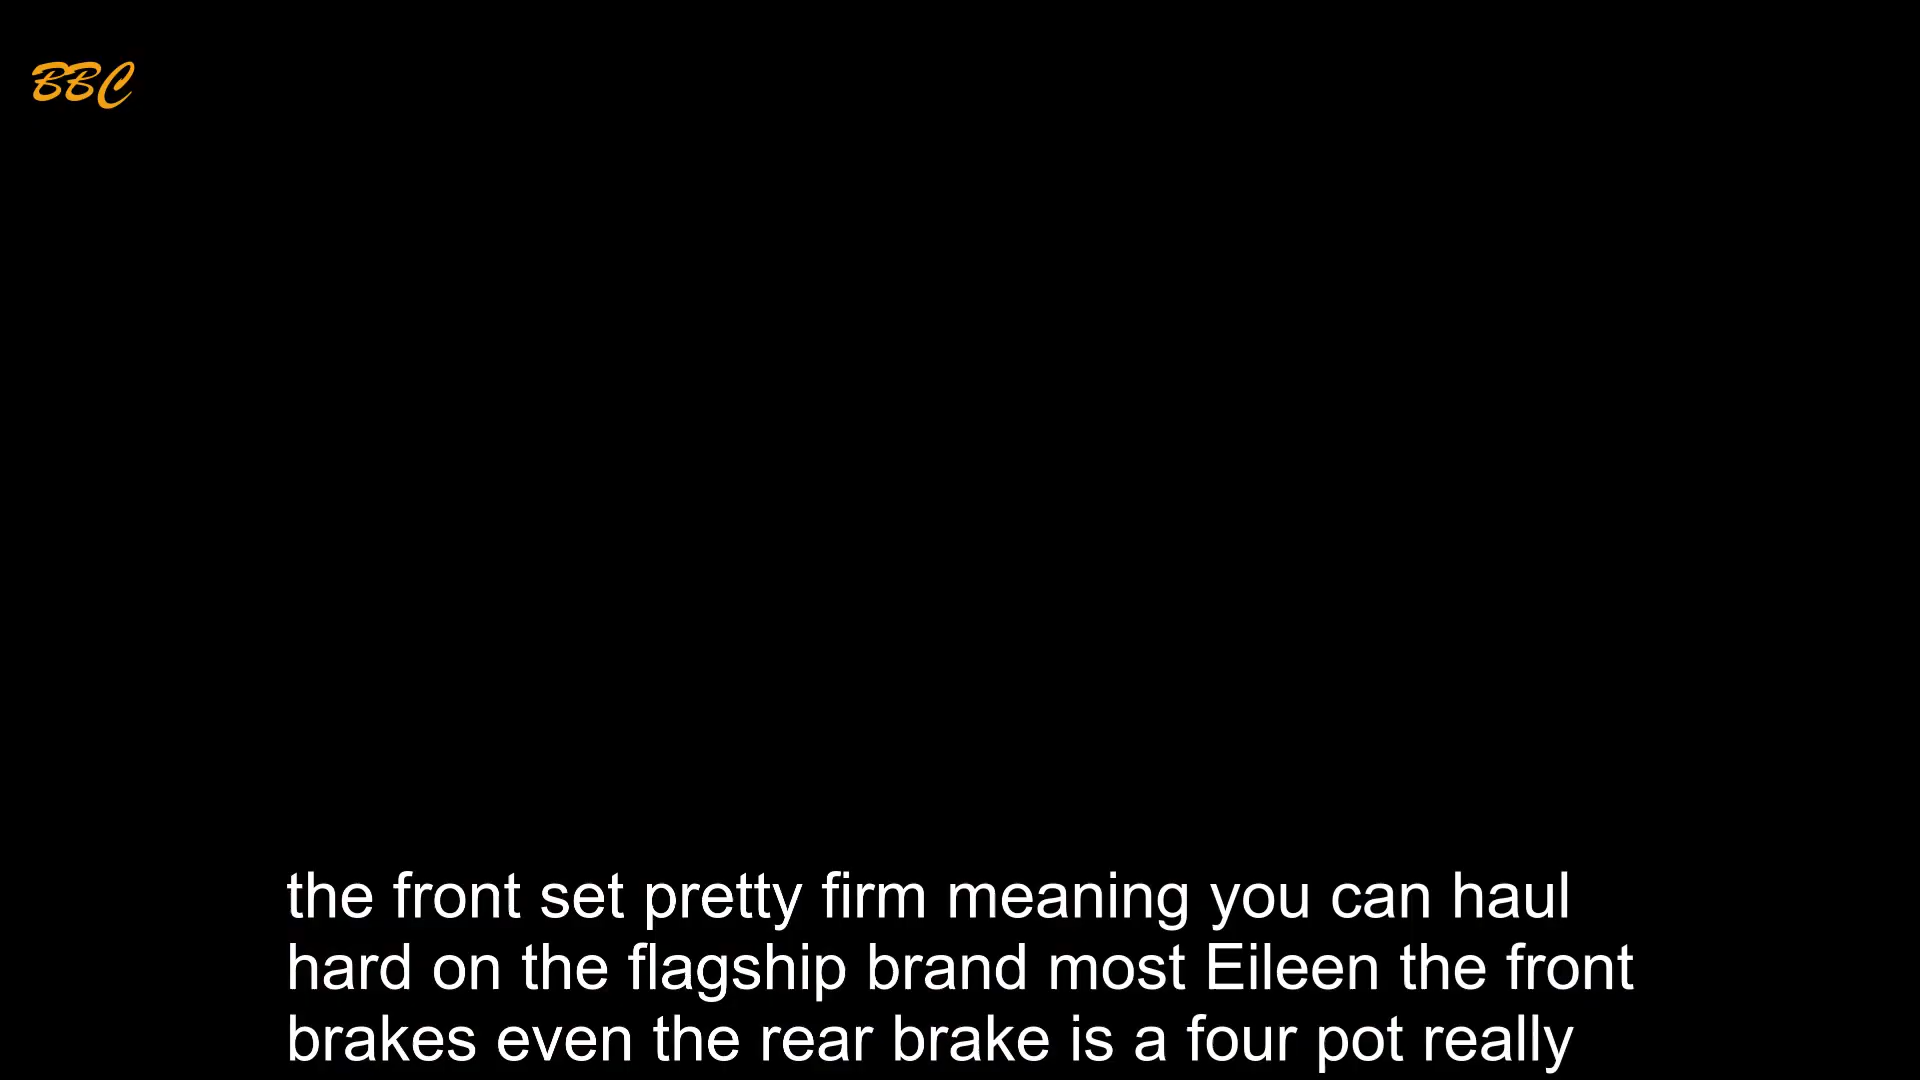 BBC
the front set pretty firm meaning you can haul
hard on the flagship brand most Eileen the front
brakes even the rear brake is a four pot really